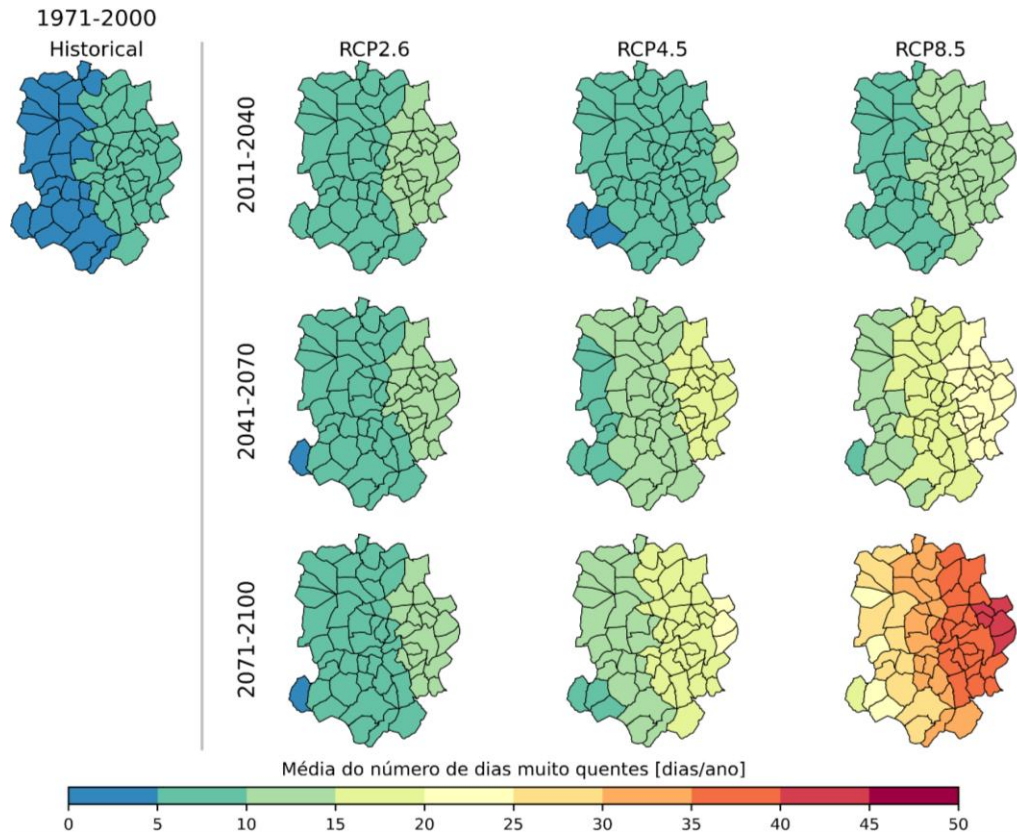 1971-2000
Historical
RCP2.6
RCP4.5
RCP8.5
2011-2040
2041-2070
2071-2100
Média do número de dias muito quentes [dias/ano]
0 5 10 15 20 25 30 35 40 45 50